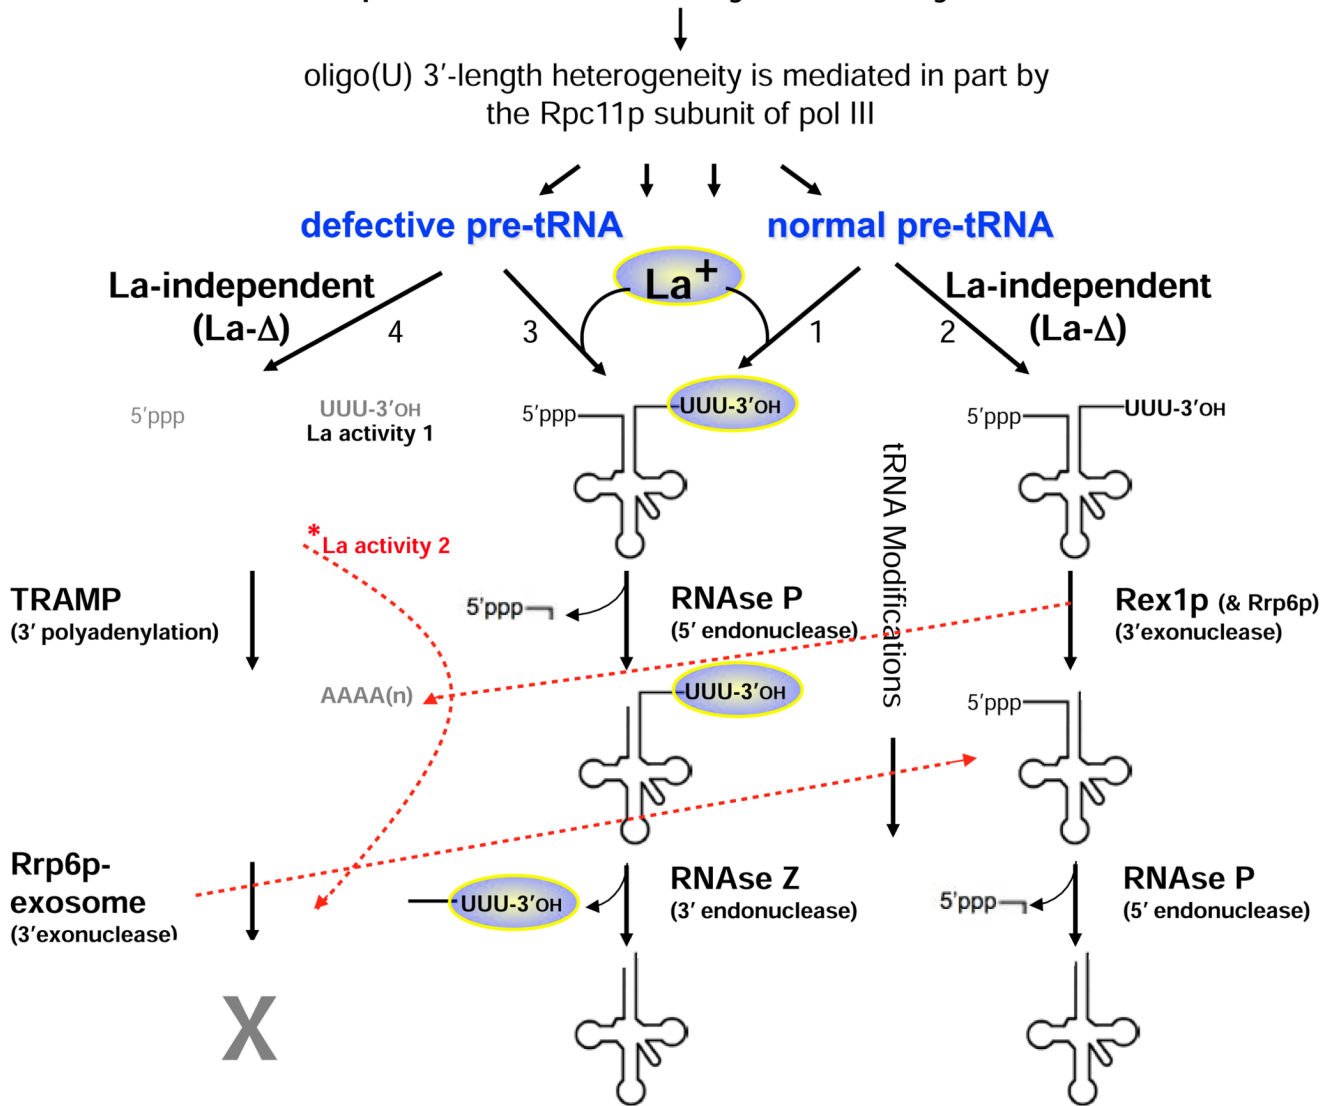 oligo(U) 3′-length heterogeneity is mediated in part by
the Rpc11p subunit of pol III
defective pre-tRNA
normal pre-tRNA
La+
La-independent
(La-Δ)
La-independent
(La-Δ)
4
3
1
2
5′ppp
UUU-3′OH
La activity 1
5′ppp
UUU-3′OH
5′ppp
UUU-3′OH
tRNA Modifications
*La activity 2
TRAMP
(3′ polyadenylation)
5′ppp
RNAse P
(5′ endonuclease)
Rex1p (& Rrp6p)
(3′exonuclease)
AAAA(n)
UUU-3′OH
5′ppp
Rrp6p-
exosome
(3′exonuclease)
UUU-3′OH
RNAse Z
(3′ endonuclease)
5′ppp
RNAse P
(5′ endonuclease)
X